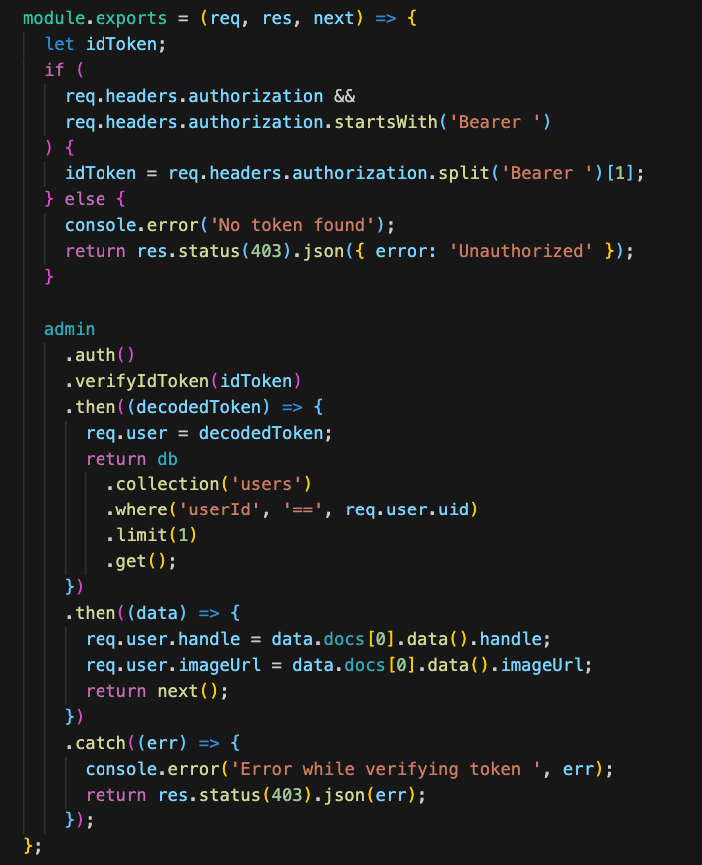 module.exports = (req, res, next) => {
  let idToken;
  if (
    req.headers.authorization &&
    req.headers.authorization.startsWith('Bearer ')
  ) {
    idToken = req.headers.authorization.split('Bearer ')[1];
  } else {
    console.error('No token found');
    return res.status(403).json({ error: 'Unauthorized' });
  }

  admin
    .auth()
    .verifyIdToken(idToken)
    .then((decodedToken) => {
      req.user = decodedToken;
      return db
        .collection('users')
        .where('userId', '==', req.user.uid)
        .limit(1)
        .get();
    })
    .then((data) => {
      req.user.handle = data.docs[0].data().handle;
      req.user.imageUrl = data.docs[0].data().imageUrl;
      return next();
    })
    .catch((err) => {
      console.error('Error while verifying token ', err);
      return res.status(403).json(err);
    });
};